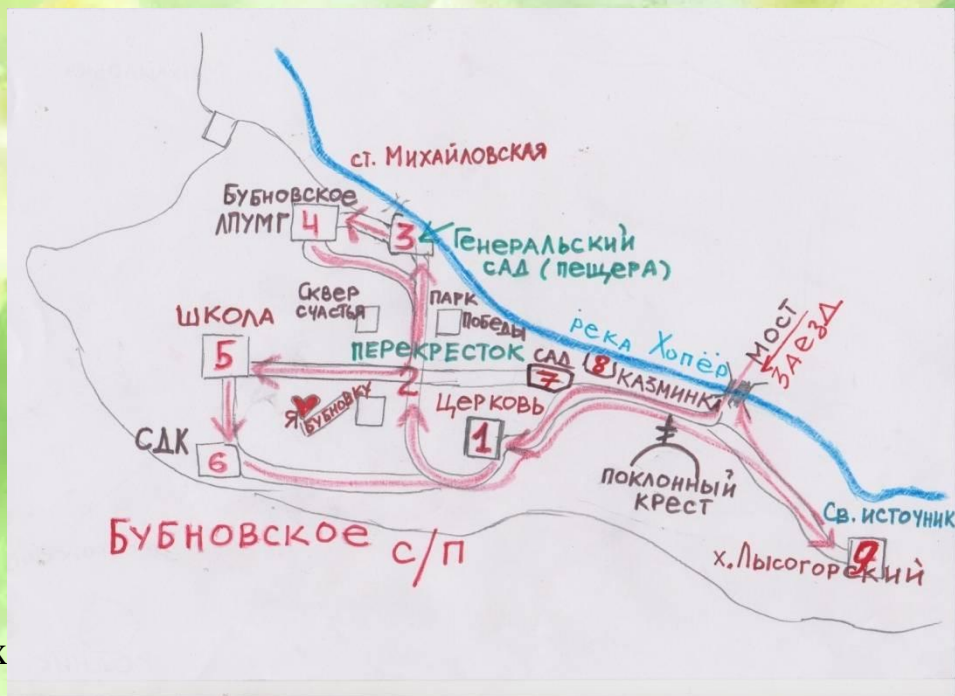 ст. Михайловская
Бубновское
ЛПУМГ
4
3
Генеральский
сад (пещера)
Сквер
счастья
Парк
Победы
река Хопёр
Мост
заезд
Школа
5
Перекресток
2
сад
7
8
Казминка
Я ❤ Бубновку
Церковь
1
СДК
6
поклонный
крест
Св. источник
9
х. Лысогорский
Бубновское с/п
к